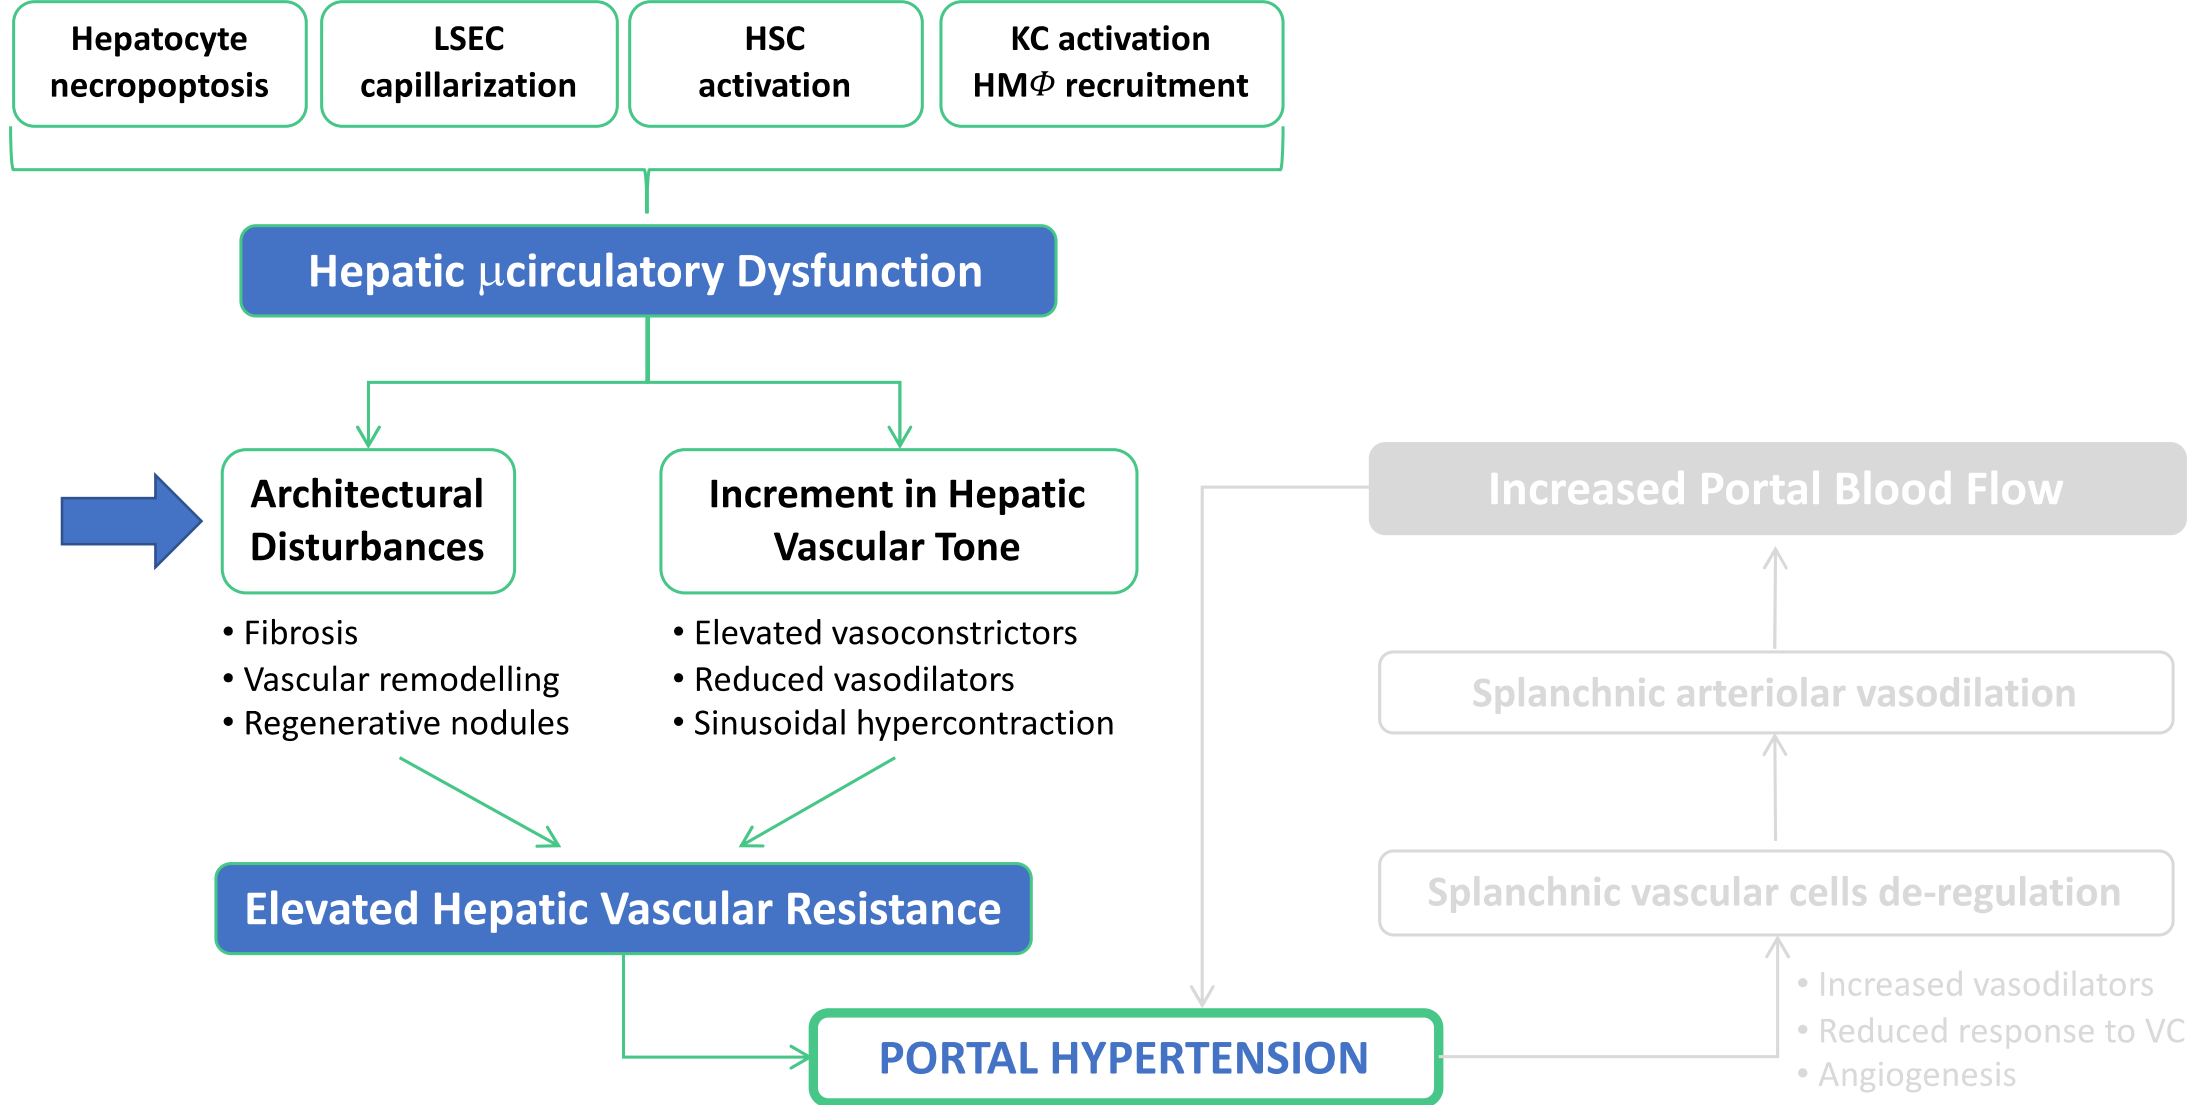 Hepatocyte
necropoptosis
LSEC
capillarization
HSC
activation
KC activation
HMΦ recruitment
Hepatic μcirculatory Dysfunction
Architectural
Disturbances
• Fibrosis
• Vascular remodelling
• Regenerative nodules
Increment in Hepatic
Vascular Tone
• Elevated vasoconstrictors
• Reduced vasodilators
• Sinusoidal hypercontraction
Elevated Hepatic Vascular Resistance
PORTAL HYPERTENSION
Increased Portal Blood Flow
Splanchnic arteriolar vasodilation
Splanchnic vascular cells de-regulation
• Increased vasodilators
• Reduced response to VC
• Angiogenesis